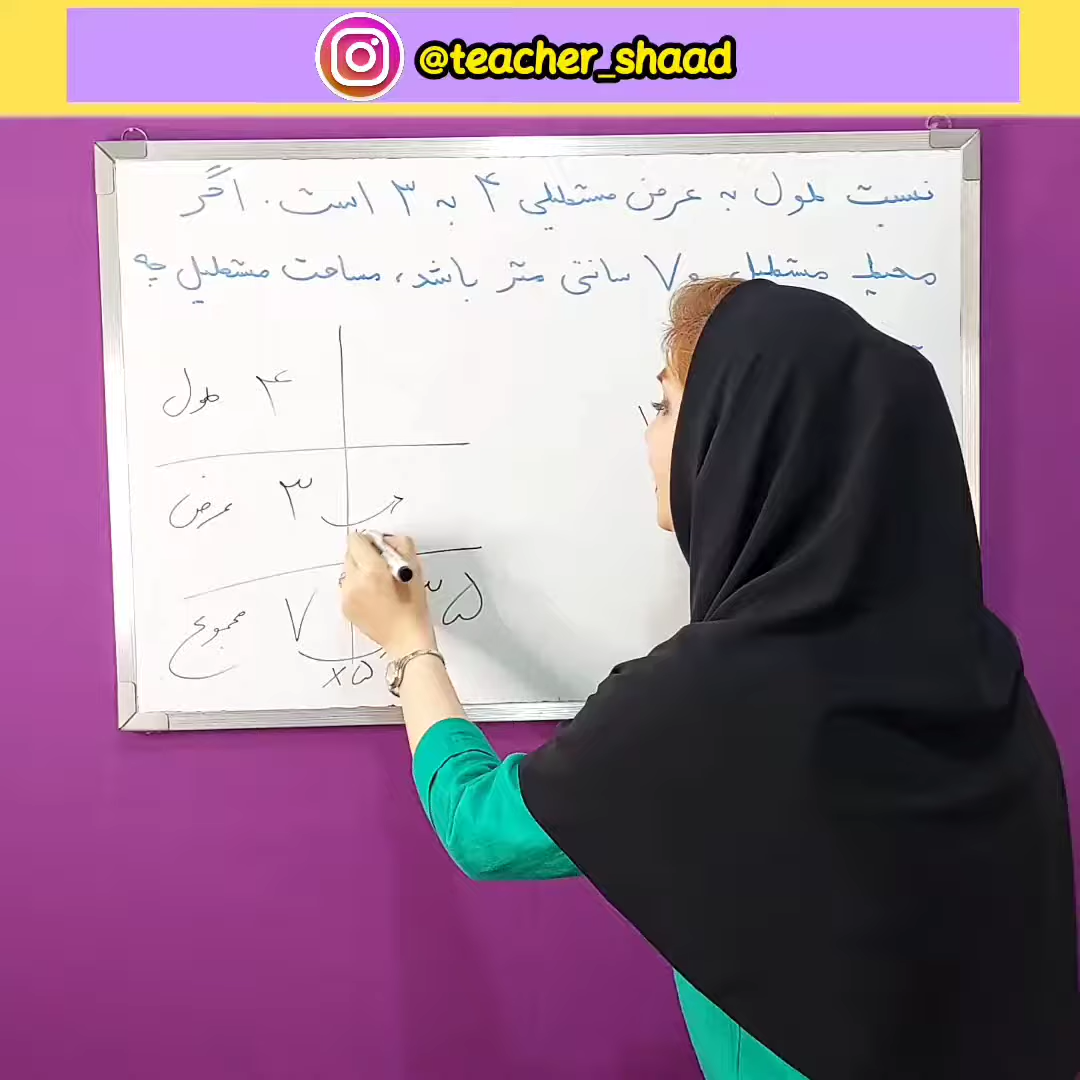 @teacher_shaad
نسبت طول به عرض مستطیلی ۴ به ۳ است. اگر
محیط مستطیل ۷۰ سانتی متر باشد، مساحت مستطیل چه
طول ۴
عرض ۳
مجموع ۷ ۳۵
×۵